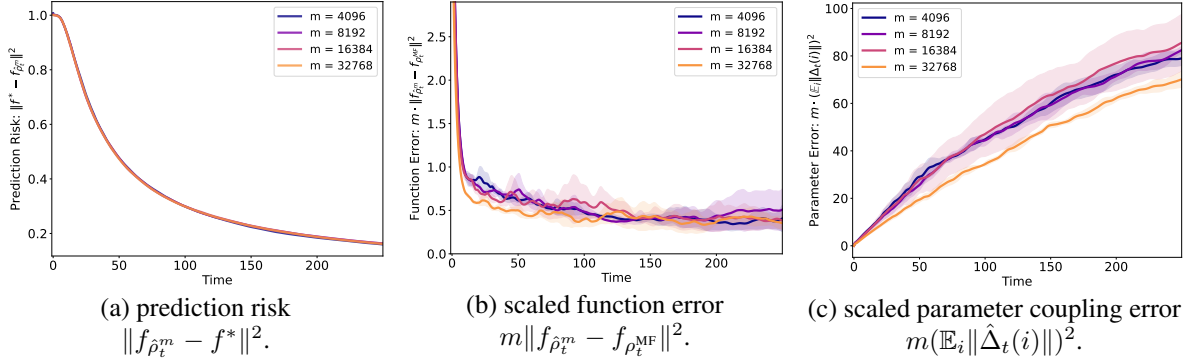 Prediction Risk: ‖f* − f_{ρ̂_t^m}‖²
1.0
0.8
0.6
0.4
0.2
0
50
100
150
200
Time
m = 4096
m = 8192
m = 16384
m = 32768
(a) prediction risk
‖f_{ρ̂_t^m} − f*‖².
Function Error: m · ‖f_{ρ̂_t^m} − f_{ρ_t^{MF}}‖²
2.5
2.0
1.5
1.0
0.5
0.0
0
50
100
150
200
Time
m = 4096
m = 8192
m = 16384
m = 32768
(b) scaled function error
m‖f_{ρ̂_t^m} − f_{ρ_t^{MF}}‖².
Parameter Error: m · (𝔼_i‖Δ̂_t(i)‖)²
100
80
60
40
20
0
0
50
100
150
200
Time
m = 4096
m = 8192
m = 16384
m = 32768
(c) scaled parameter coupling error
m(𝔼_i‖Δ̂_t(i)‖)².